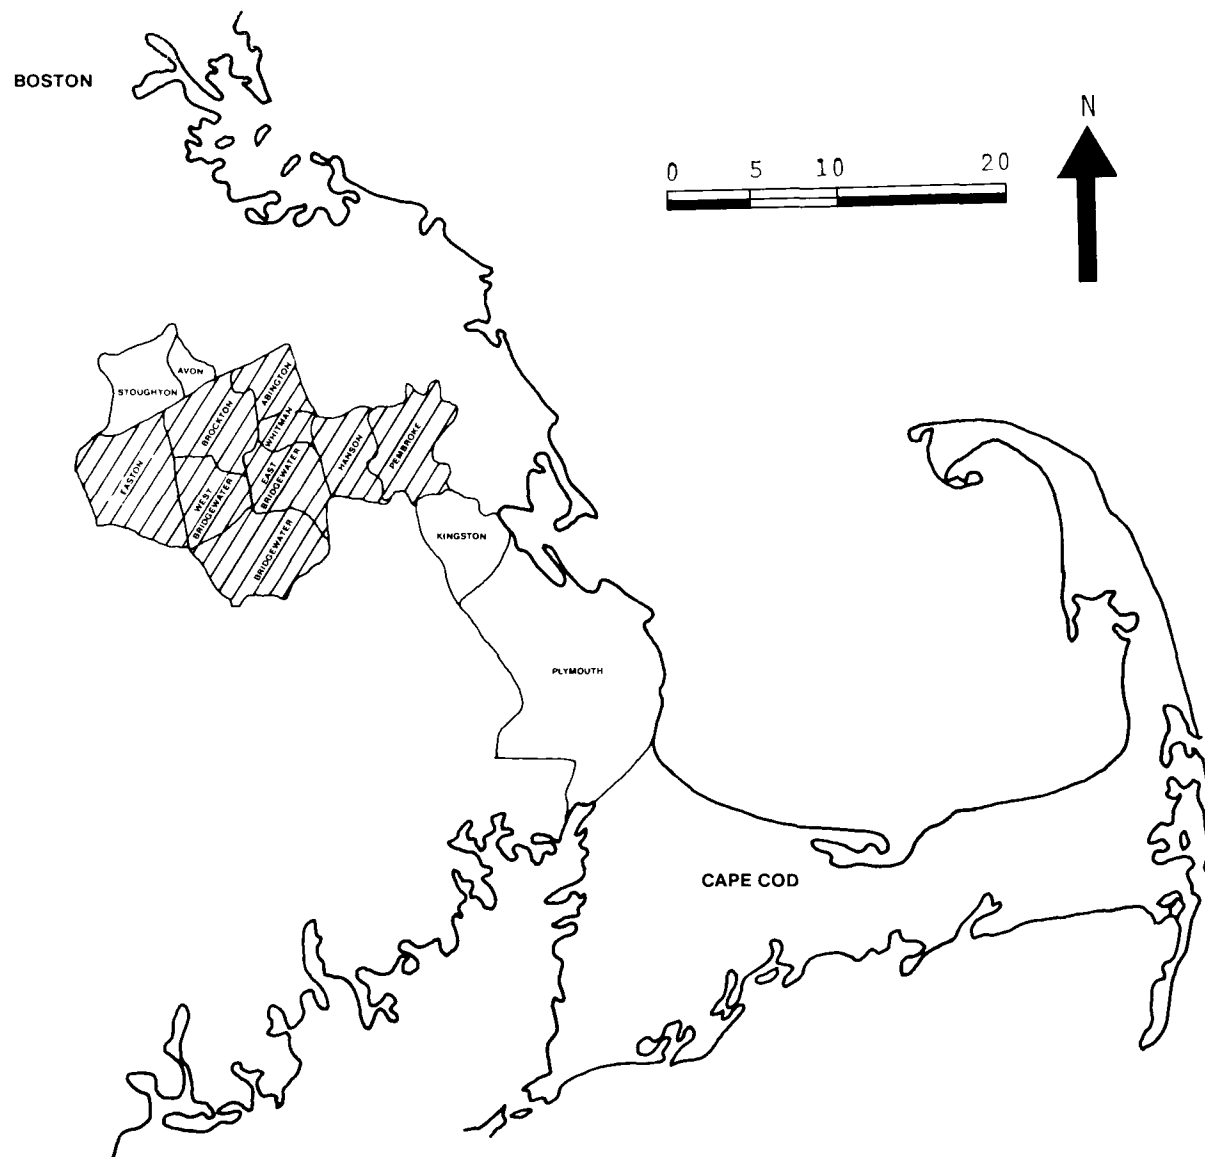 BOSTON
N
0 5 10 20
AVON
STOUGHTON
ABINGTON
BROCKTON
WHITMAN
HANSON
PEMBROKE
EASTON
WEST
BRIDGEWATER
EAST
BRIDGEWATER
BRIDGEWATER
KINGSTON
PLYMOUTH
CAPE COD